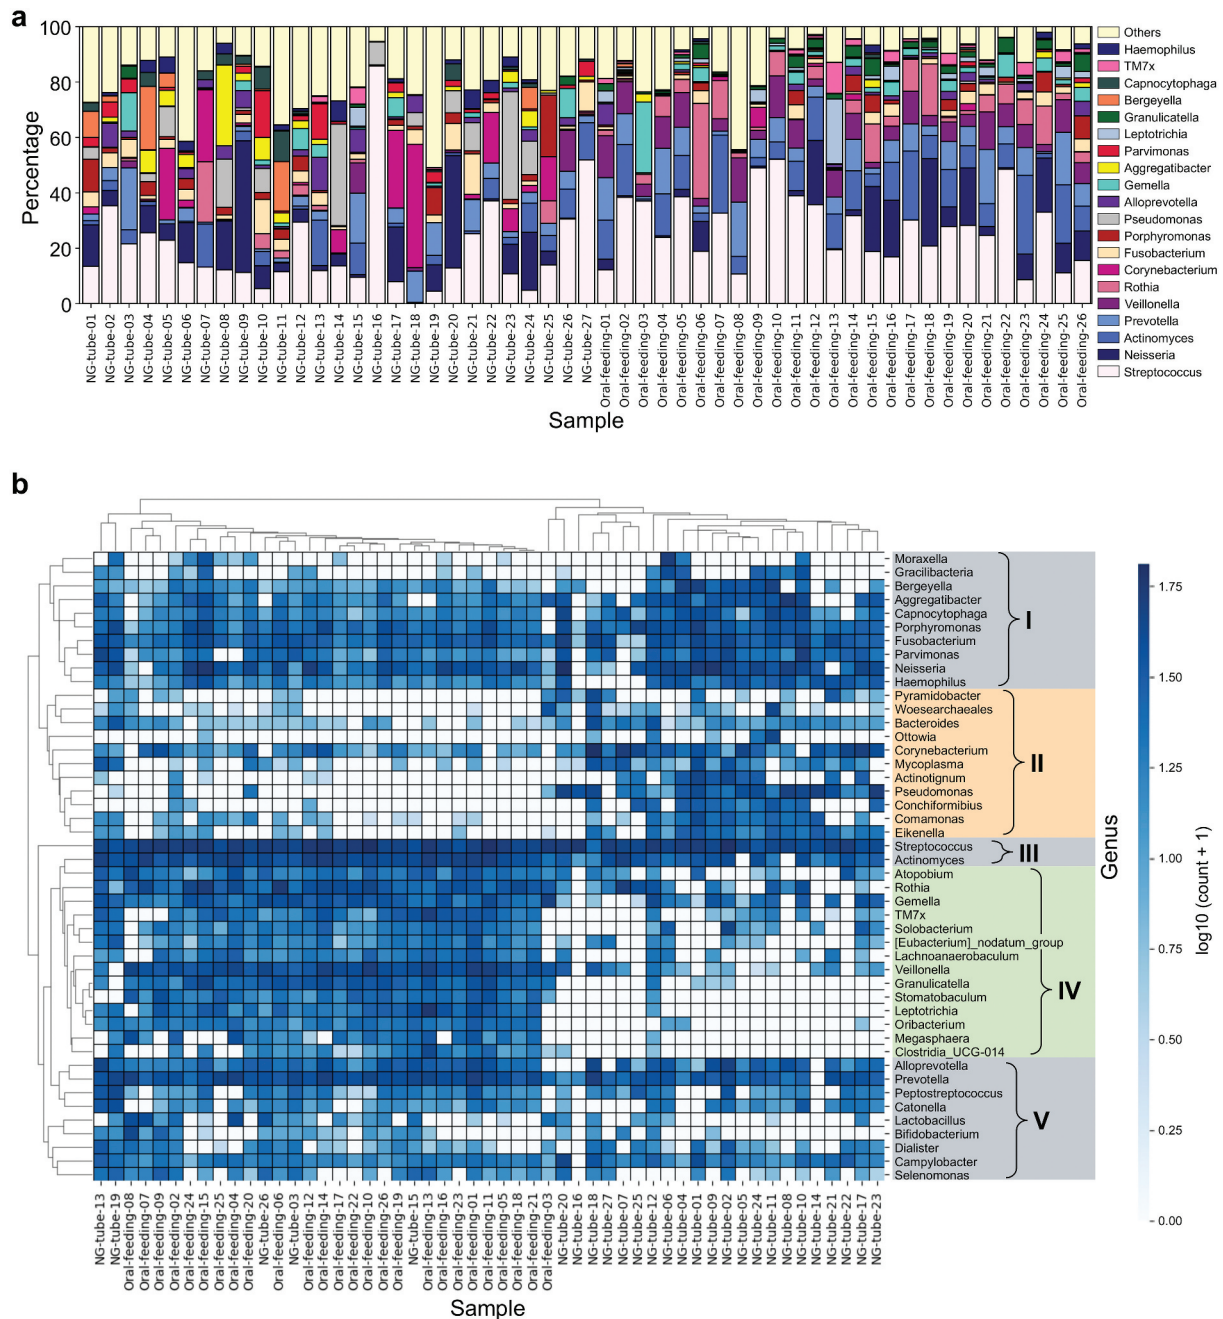 a
Percentage
100
80
60
40
20
0
NG-tube-01
NG-tube-02
NG-tube-03
NG-tube-04
NG-tube-05
NG-tube-06
NG-tube-07
NG-tube-08
NG-tube-09
NG-tube-10
NG-tube-11
NG-tube-12
NG-tube-13
NG-tube-14
NG-tube-15
NG-tube-16
NG-tube-17
NG-tube-18
NG-tube-19
NG-tube-20
NG-tube-21
NG-tube-22
NG-tube-23
NG-tube-24
NG-tube-25
NG-tube-26
NG-tube-27
Oral-feeding-01
Oral-feeding-02
Oral-feeding-03
Oral-feeding-04
Oral-feeding-05
Oral-feeding-06
Oral-feeding-07
Oral-feeding-08
Oral-feeding-09
Oral-feeding-10
Oral-feeding-11
Oral-feeding-12
Oral-feeding-13
Oral-feeding-14
Oral-feeding-15
Oral-feeding-16
Oral-feeding-17
Oral-feeding-18
Oral-feeding-19
Oral-feeding-20
Oral-feeding-21
Oral-feeding-22
Oral-feeding-23
Oral-feeding-24
Oral-feeding-25
Oral-feeding-26
Sample
Others
Haemophilus
TM7x
Capnocytophaga
Bergeyella
Granulicatella
Leptotrichia
Parvimonas
Aggregatibacter
Gemella
Alloprevotella
Pseudomonas
Porphyromonas
Fusobacterium
Corynebacterium
Rothia
Veillonella
Prevotella
Actinomyces
Neisseria
Streptococcus
b
Moraxella
Gracilibacteria
Bergeyella
Aggregatibacter
Capnocytophaga
Porphyromonas
Fusobacterium
Parvimonas
Neisseria
Haemophilus
I
Pyramidobacter
Woesearchaeales
Bacteroides
Ottowia
Corynebacterium
Mycoplasma
Actinotignum
Pseudomonas
Conchiformibius
Comamonas
Eikenella
II
Streptococcus
Actinomyces
III
Atopobium
Rothia
Gemella
TM7x
Solobacterium
[Eubacterium]_nodatum_group
Lachnoanaerobaculum
Veillonella
Granulicatella
Stomatobaculum
Leptotrichia
Oribacterium
Megasphaera
Clostridia_UCG-014
IV
Alloprevotella
Prevotella
Peptostreptococcus
Catonella
Lactobacillus
Bifidobacterium
Dialister
Campylobacter
Selenomonas
V
Genus
1.75
1.50
1.25
1.00
0.75
0.50
0.25
0.00
log10 (count + 1)
NG-tube-13
NG-tube-19
Oral-feeding-08
Oral-feeding-07
Oral-feeding-09
Oral-feeding-02
Oral-feeding-24
Oral-feeding-15
Oral-feeding-25
Oral-feeding-04
Oral-feeding-20
NG-tube-26
Oral-feeding-06
NG-tube-03
Oral-feeding-12
Oral-feeding-14
Oral-feeding-17
Oral-feeding-22
Oral-feeding-10
Oral-feeding-26
Oral-feeding-19
NG-tube-15
Oral-feeding-13
Oral-feeding-16
Oral-feeding-23
Oral-feeding-01
Oral-feeding-11
Oral-feeding-05
Oral-feeding-18
Oral-feeding-21
Oral-feeding-03
NG-tube-20
NG-tube-16
NG-tube-18
NG-tube-27
NG-tube-07
NG-tube-25
NG-tube-12
NG-tube-06
NG-tube-04
NG-tube-01
NG-tube-09
NG-tube-02
NG-tube-05
NG-tube-24
NG-tube-11
NG-tube-08
NG-tube-10
NG-tube-14
NG-tube-21
NG-tube-22
NG-tube-17
NG-tube-23
Sample